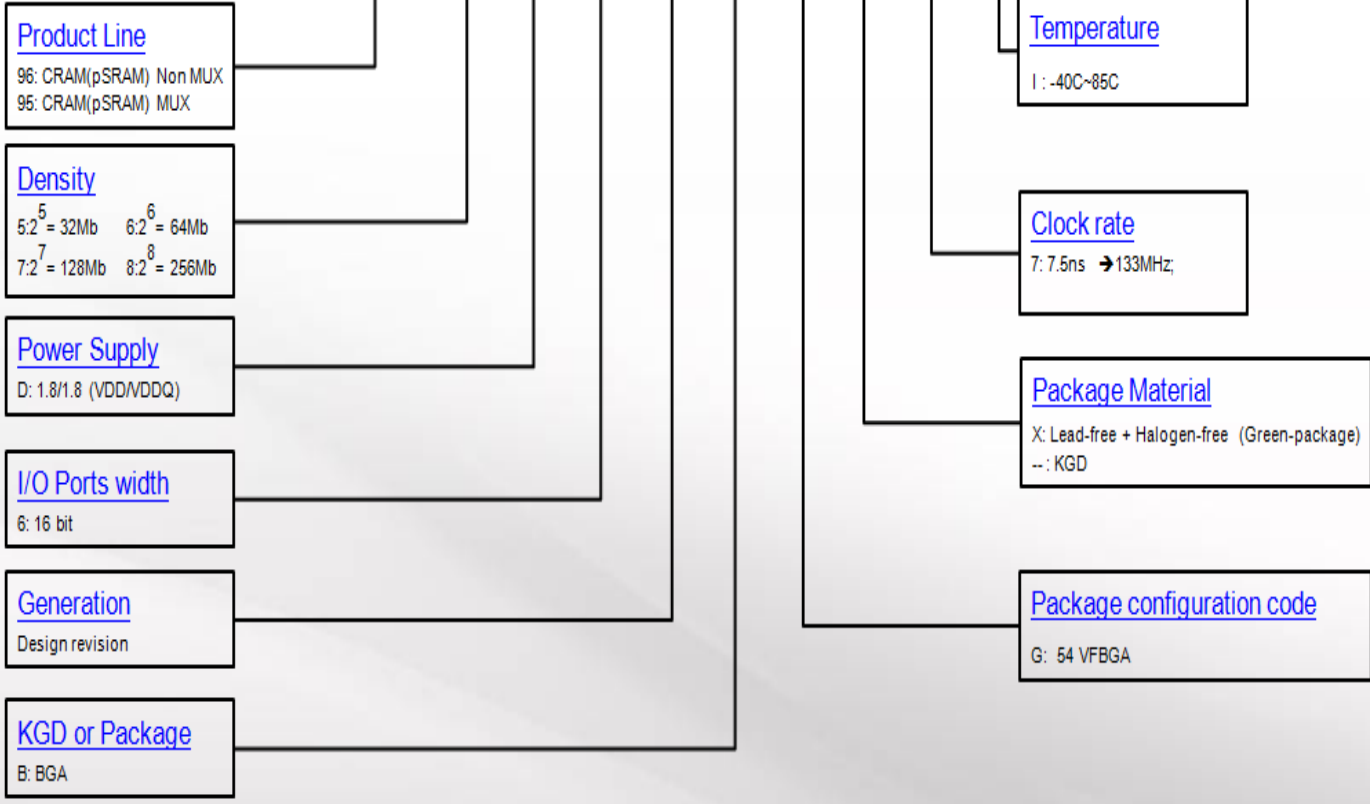 Product Line
96: CRAM(pSRAM) Non MUX
95: CRAM(pSRAM) MUX
Density
5:2^5 = 32Mb 6:2^6 = 64Mb
7:2^7 = 128Mb 8:2^8 = 256Mb
Power Supply
D: 1.8/1.8 (VDD/VDDQ)
I/O Ports width
6: 16 bit
Generation
Design revision
KGD or Package
B: BGA
Temperature
I : -40C~85C
Clock rate
7: 7.5ns ➔133MHz;
Package Material
X: Lead-free + Halogen-free (Green-package)
-- : KGD
Package configuration code
G: 54 VFBGA